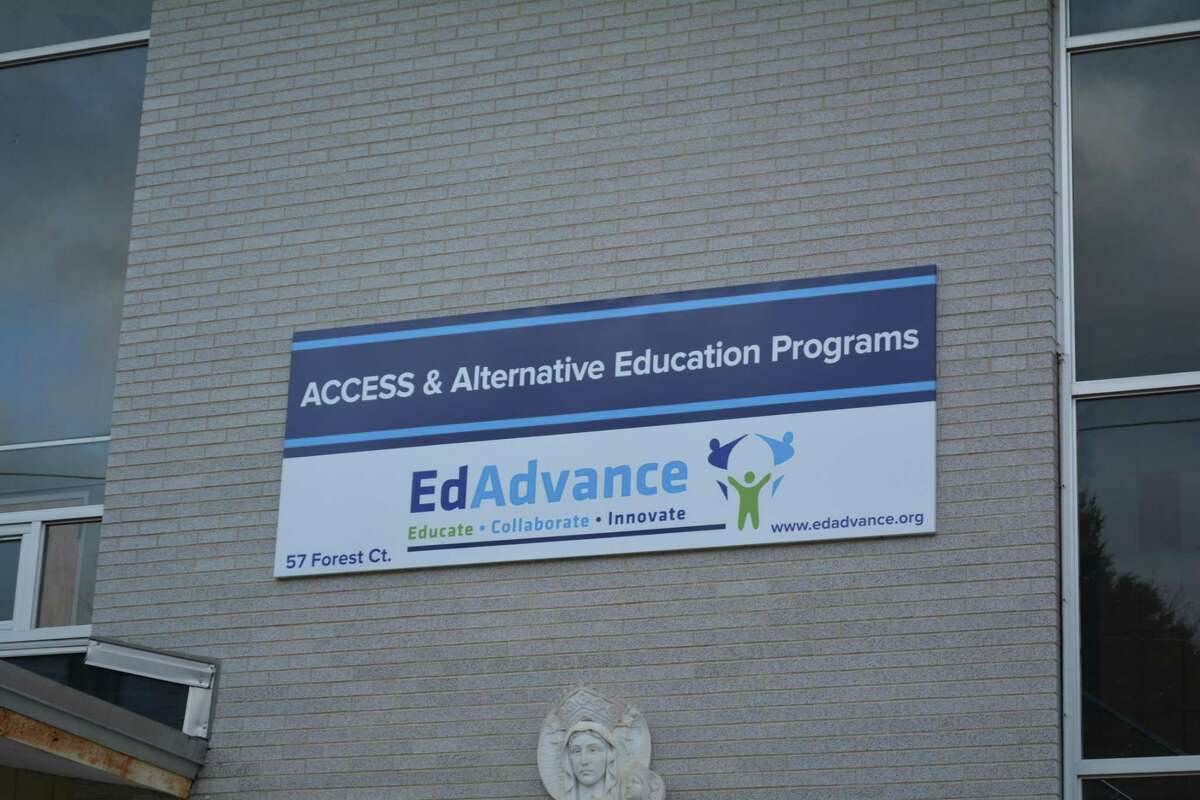 ACCESS & Alternative Education Programs
EdAdvance
Educate • Collaborate • Innovate
57 Forest Ct.
www.edadvance.org